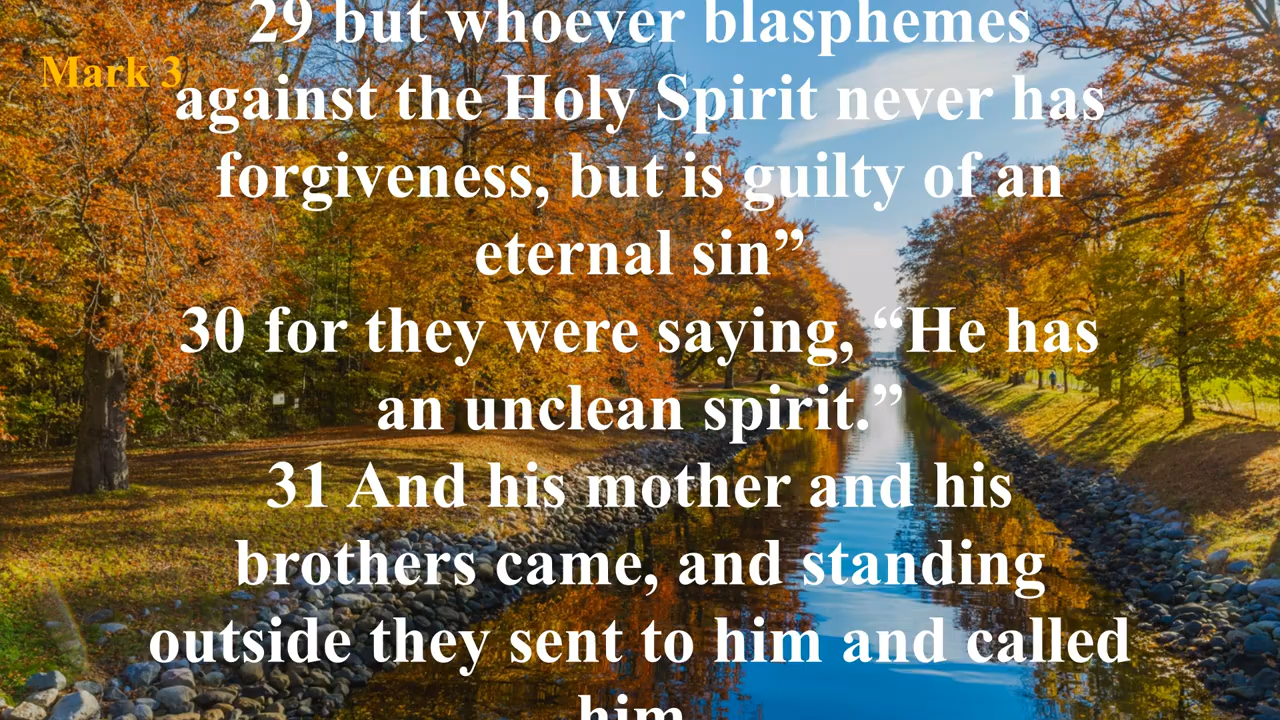 29 but whoever blasphemes
Mark 3
against the Holy Spirit never has
forgiveness, but is guilty of an
eternal sin”
30 for they were saying, “He has
an unclean spirit.”
31 And his mother and his
brothers came, and standing
outside they sent to him and called
him